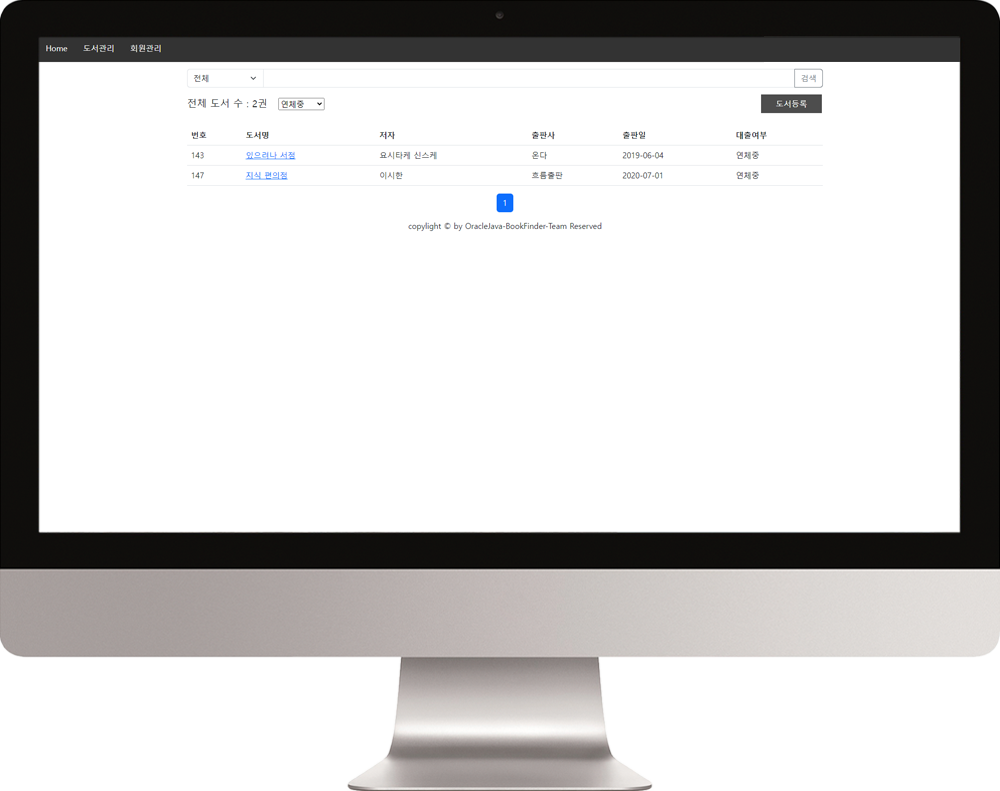 Home 도서관리 회원관리
전체 검색
전체 도서 수 : 2권 연체중 도서등록
번호 도서명 저자 출판사 출판일 대출여부
143 있으려나 서점 요시타케 신스케 온다 2019-06-04 연체중
147 지식 편의점 이시한 흐름출판 2020-07-01 연체중
1
copylight © by OracleJava-BookFinder-Team Reserved